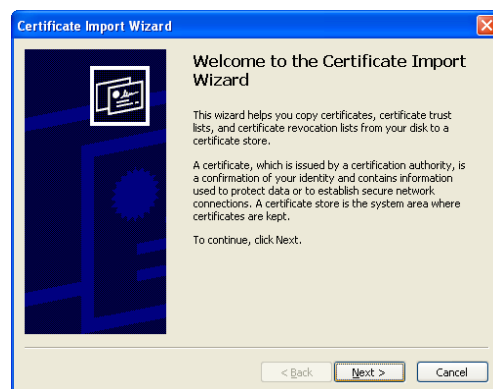 Certificate Import Wizard
Welcome to the Certificate Import
Wizard
This wizard helps you copy certificates, certificate trust
lists, and certificate revocation lists from your disk to a
certificate store.
A certificate, which is issued by a certification authority, is
a confirmation of your identity and contains information
used to protect data or to establish secure network
connections. A certificate store is the system area where
certificates are kept.
To continue, click Next.
< Back Next > Cancel